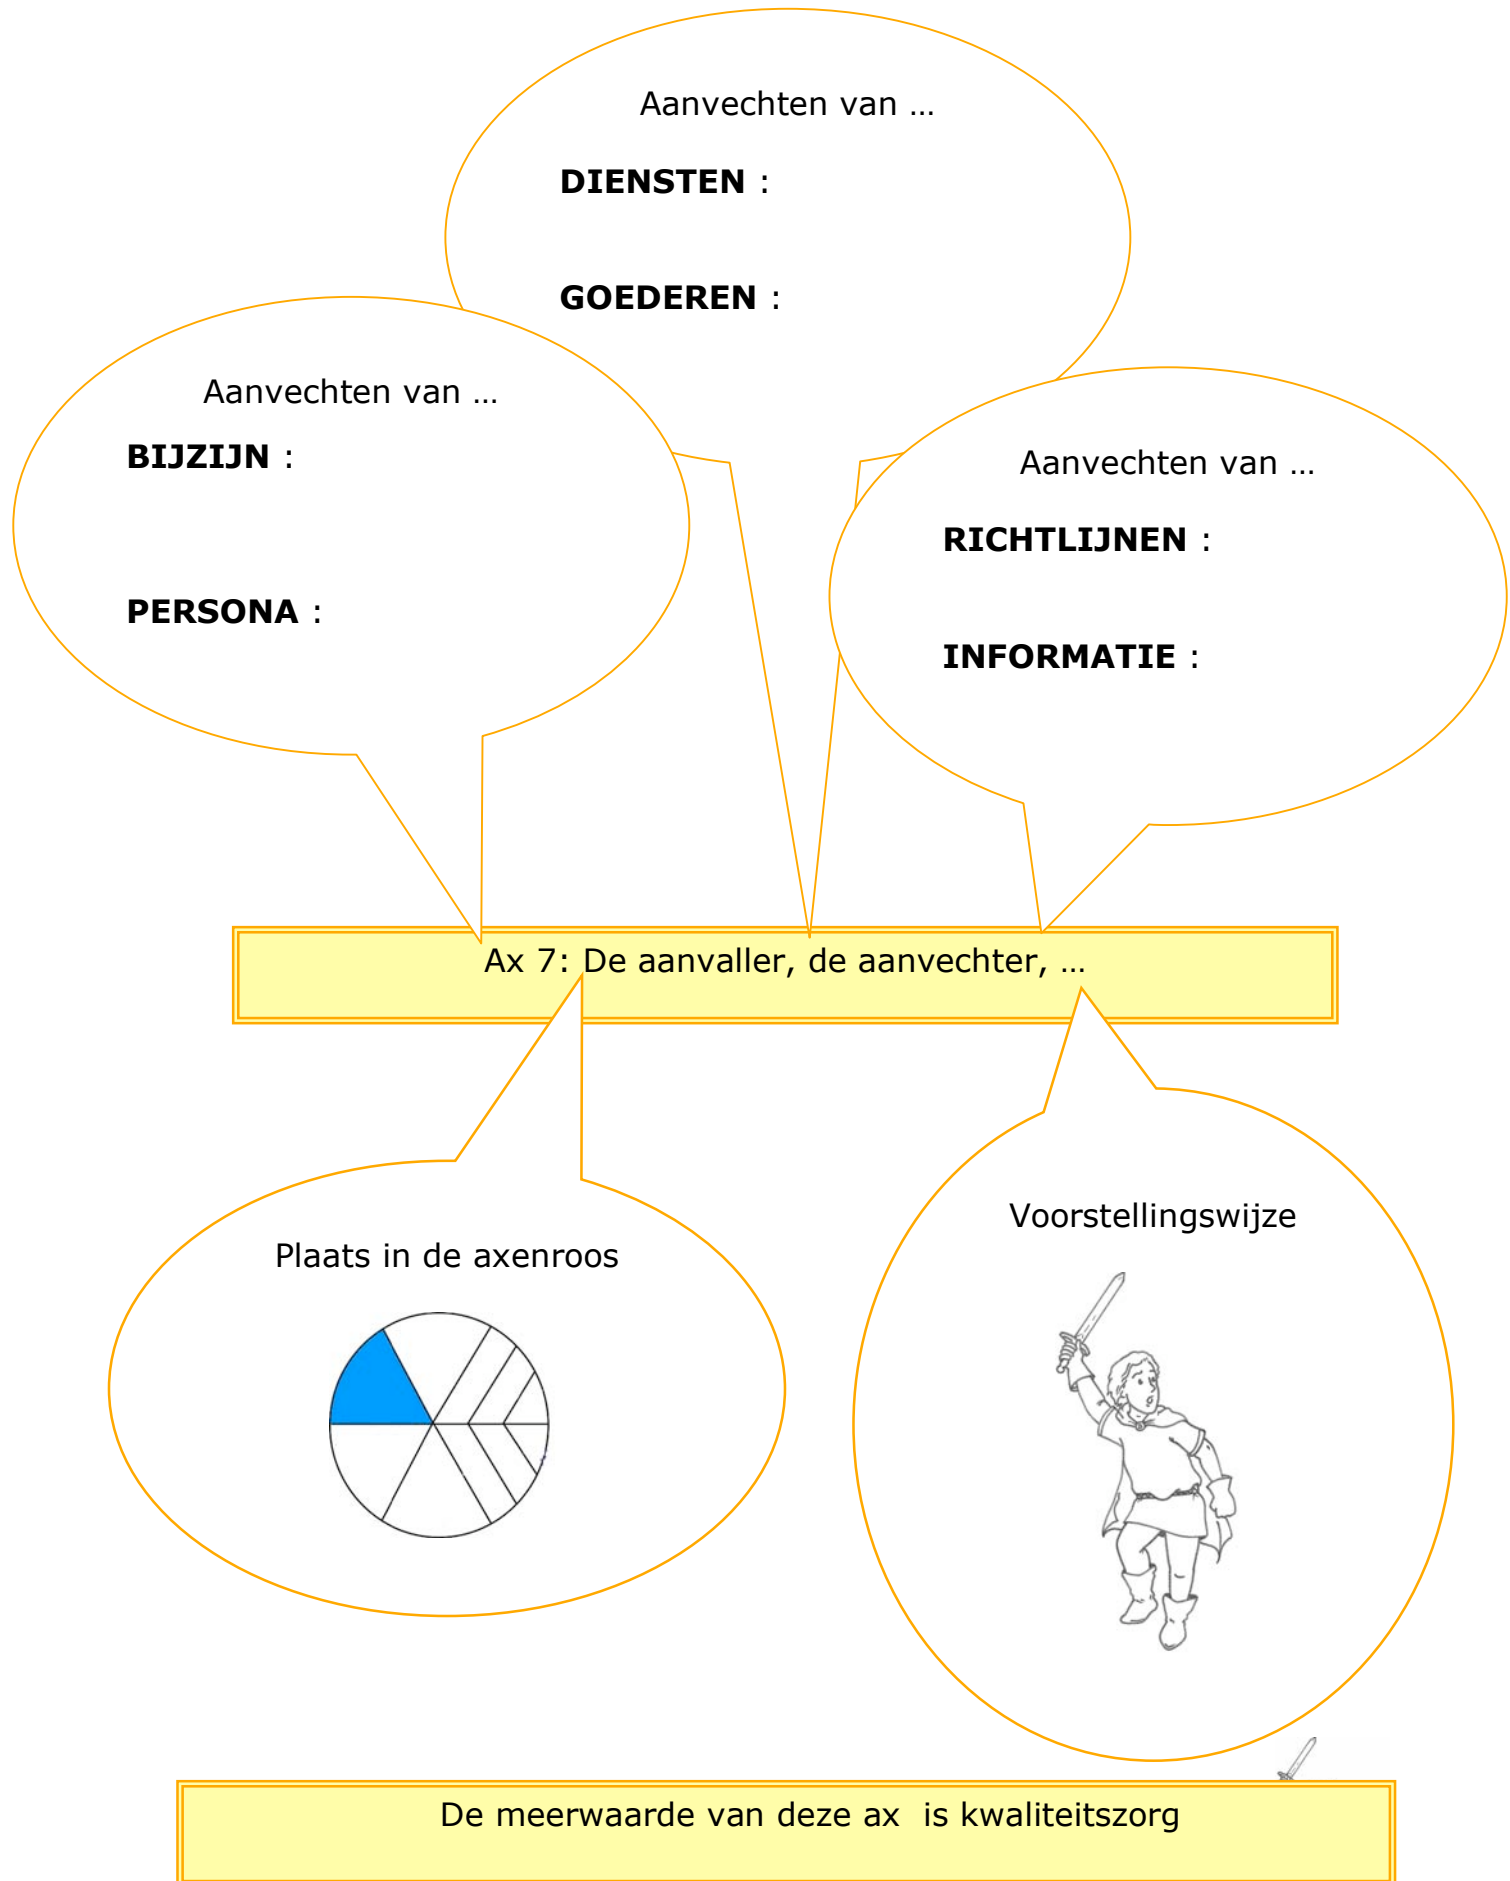 Aanvechten van …
DIENSTEN :
GOEDEREN :
Aanvechten van …
BIJZIJN :
PERSONA :
Aanvechten van …
RICHTLIJNEN :
INFORMATIE :
Ax 7: De aanvaller, de aanvechter, …
Plaats in de axenroos
Voorstellingswijze
De meerwaarde van deze ax  is kwaliteitszorg